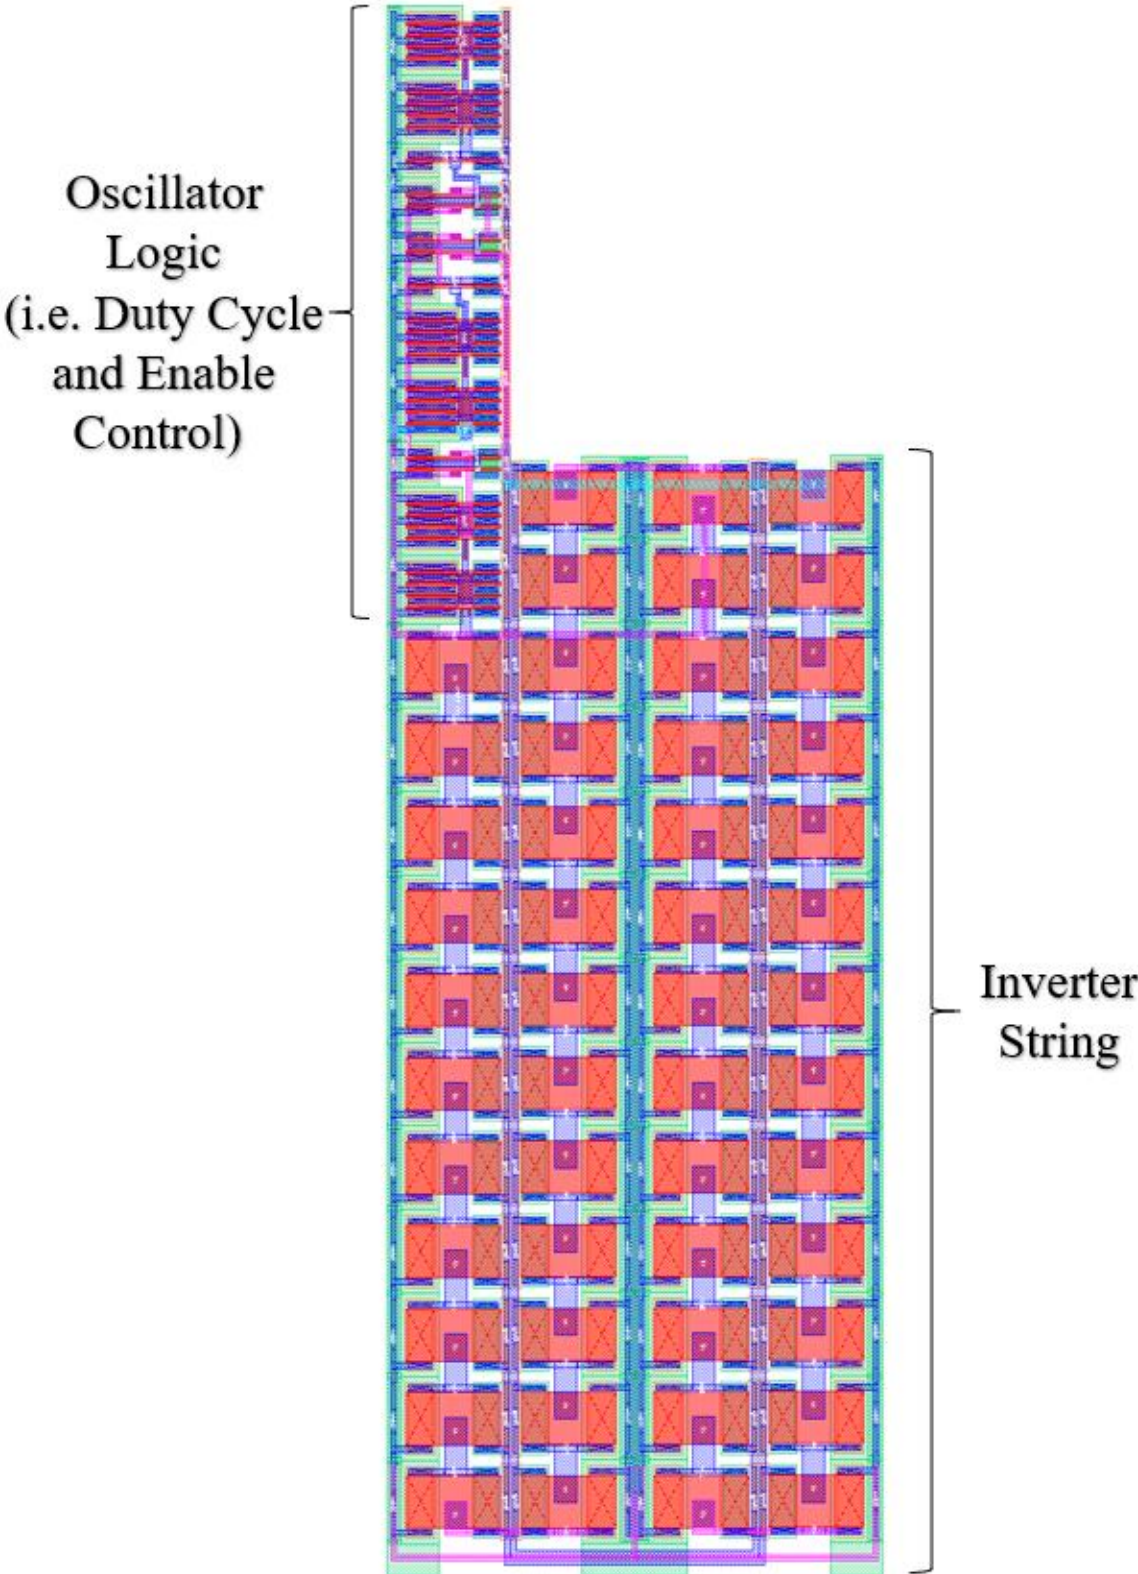 Oscillator
Logic
(i.e. Duty Cycle
and Enable
Control)
Inverter
String